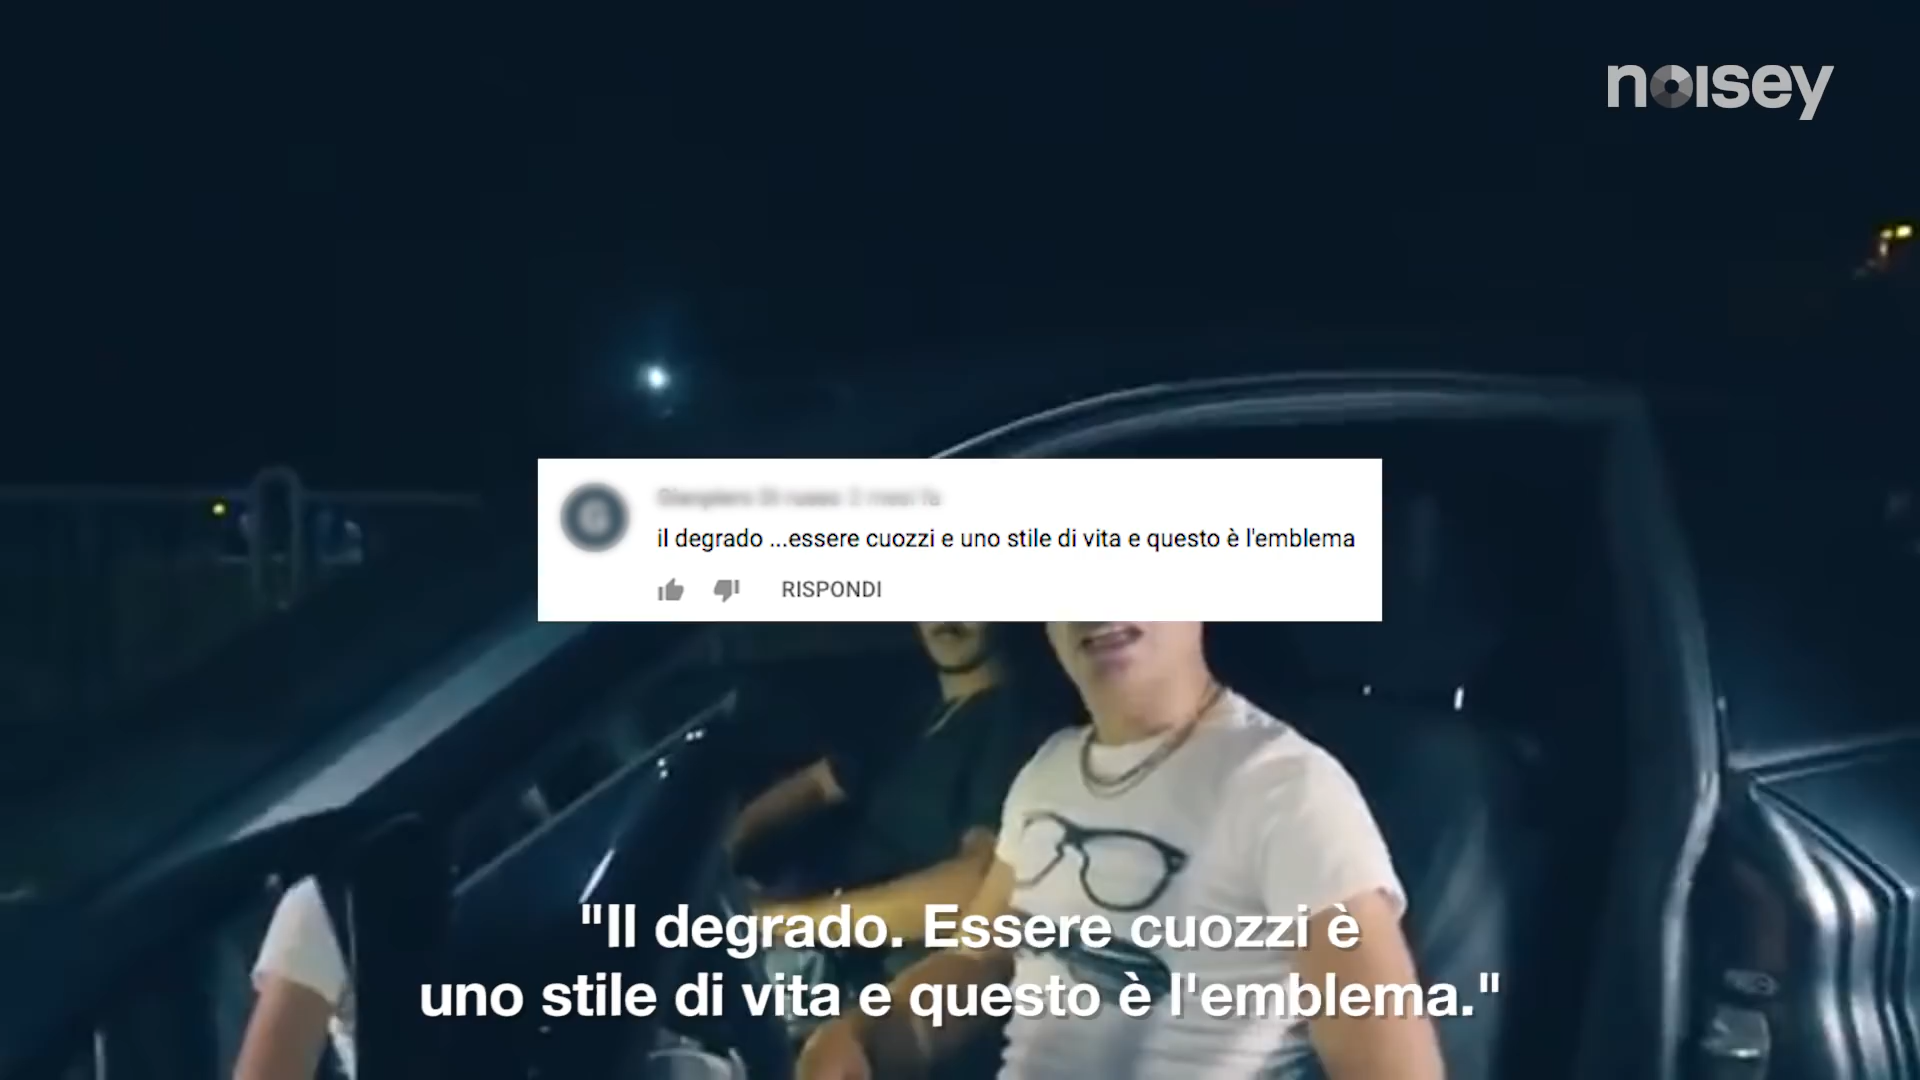 noisey
il degrado ...essere cuozzi e uno stile di vita e questo è l'emblema
RISPONDI
"Il degrado. Essere cuozzi è
uno stile di vita e questo è l'emblema."